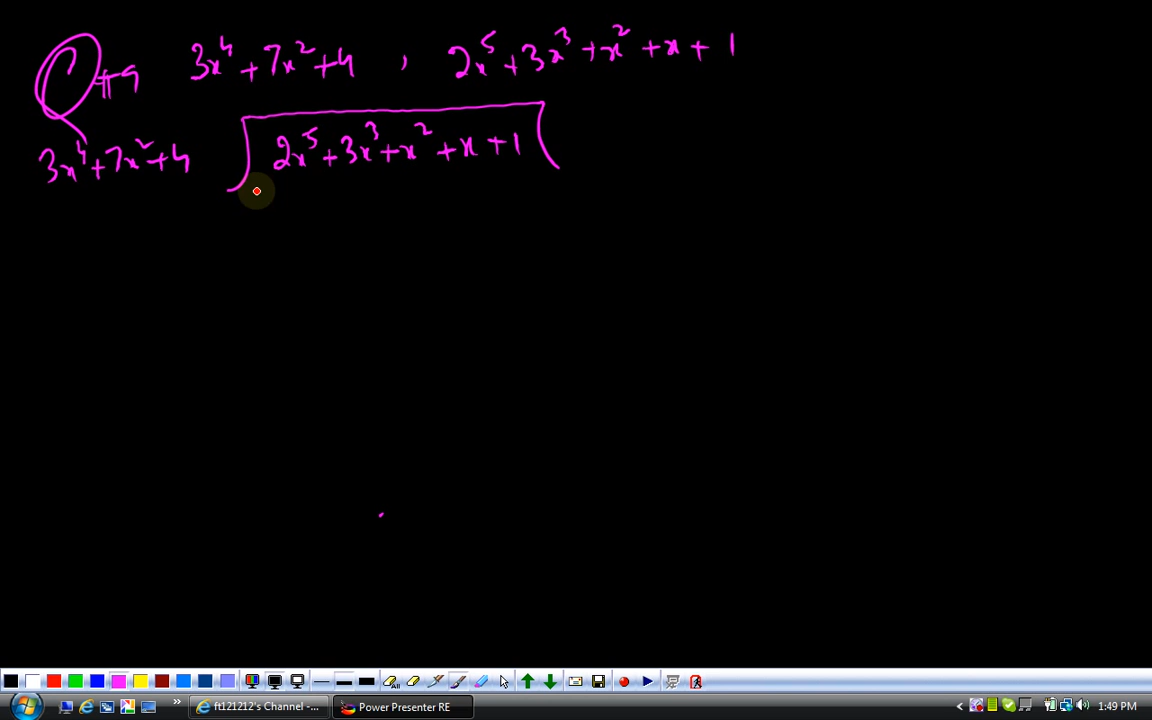 Q#9 3x⁴+7x²+4 , 2x⁵+3x³+x²+x+1
3x⁴+7x²+4 2x⁵+3x³+x²+x+1
ft121212's Channel -... Power Presenter RE 1:49 PM